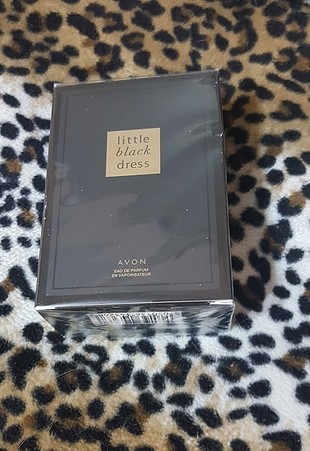 little
black
dress
AVON
EAU DE PARFUM
EN VAPORISATEUR